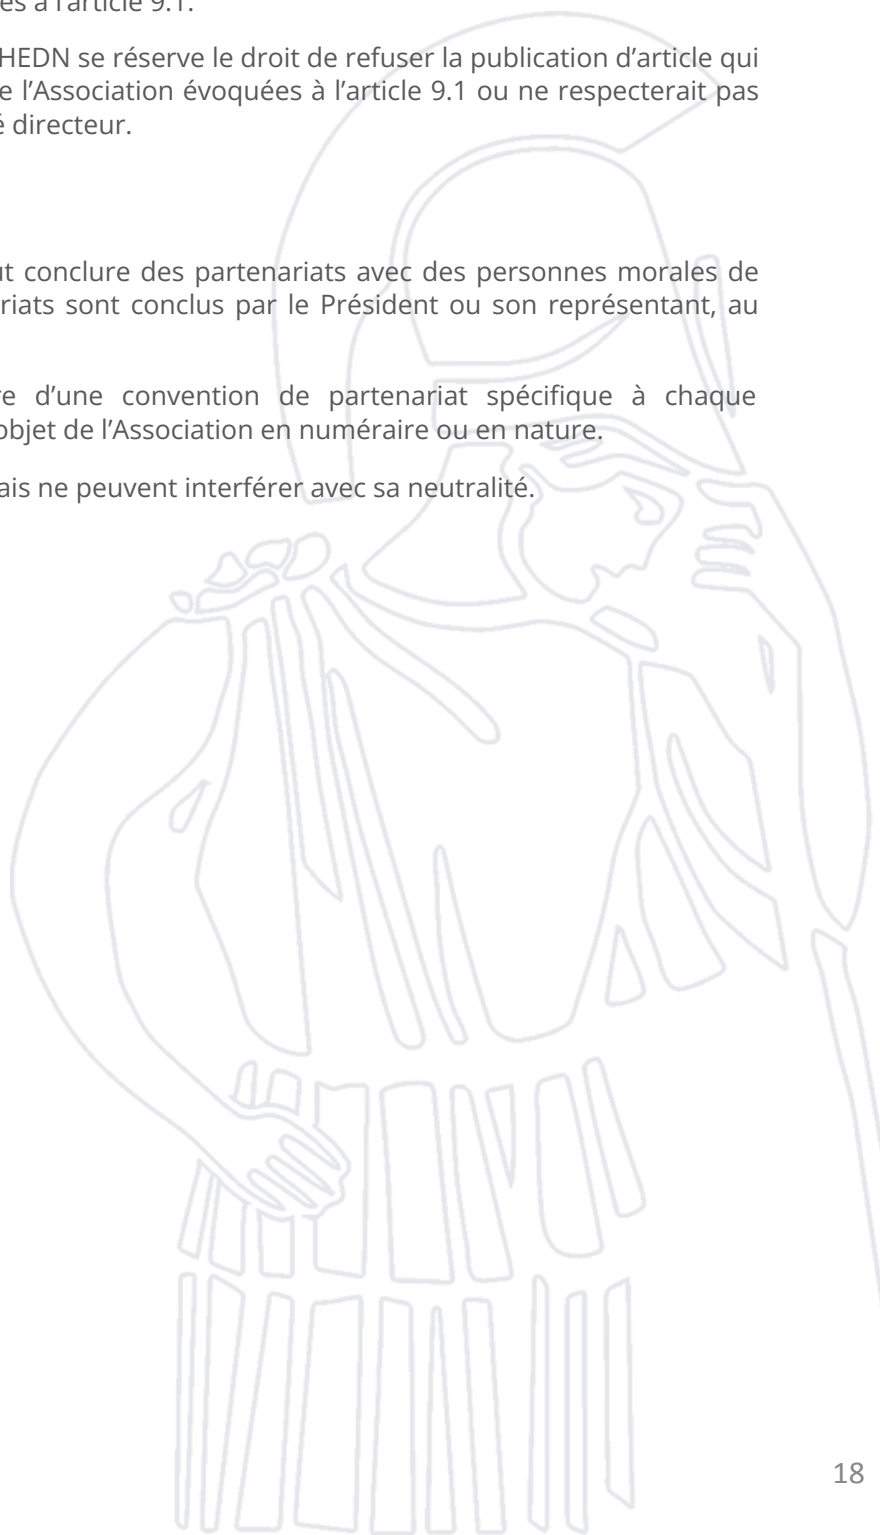 es à l'article 9.1.
HEDN se réserve le droit de refuser la publication d’article qui
e l’Association évoquées à l’article 9.1 ou ne respecterait pas
é directeur.
ut conclure des partenariats avec des personnes morales de
riats sont conclus par le Président ou son représentant, au
re d’une convention de partenariat spécifique à chaque
objet de l’Association en numéraire ou en nature.
ais ne peuvent interférer avec sa neutralité.
18